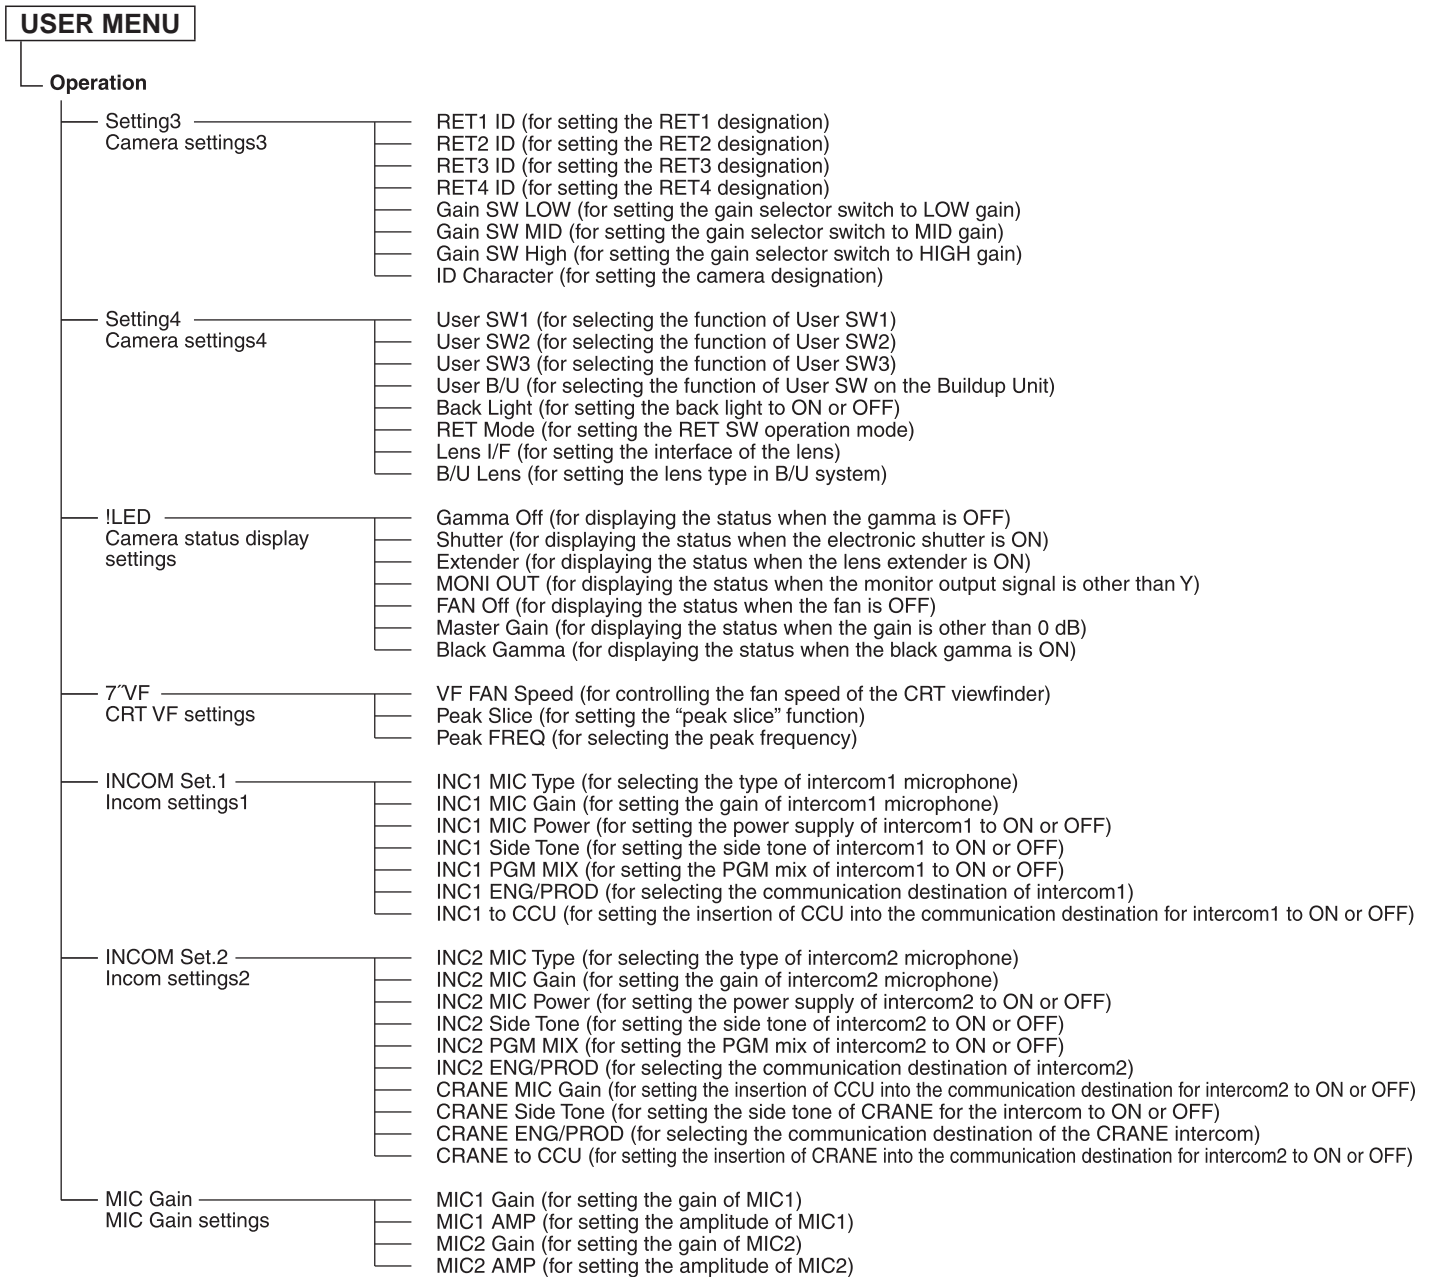 USER MENU
Operation
Setting3
Camera settings3
RET1 ID (for setting the RET1 designation)
RET2 ID (for setting the RET2 designation)
RET3 ID (for setting the RET3 designation)
RET4 ID (for setting the RET4 designation)
Gain SW LOW (for setting the gain selector switch to LOW gain)
Gain SW MID (for setting the gain selector switch to MID gain)
Gain SW High (for setting the gain selector switch to HIGH gain)
ID Character (for setting the camera designation)
Setting4
Camera settings4
User SW1 (for selecting the function of User SW1)
User SW2 (for selecting the function of User SW2)
User SW3 (for selecting the function of User SW3)
User B/U (for selecting the function of User SW on the Buildup Unit)
Back Light (for setting the back light to ON or OFF)
RET Mode (for setting the RET SW operation mode)
Lens I/F (for setting the interface of the lens)
B/U Lens (for setting the lens type in B/U system)
!LED
Camera status display
settings
Gamma Off (for displaying the status when the gamma is OFF)
Shutter (for displaying the status when the electronic shutter is ON)
Extender (for displaying the status when the lens extender is ON)
MONI OUT (for displaying the status when the monitor output signal is other than Y)
FAN Off (for displaying the status when the fan is OFF)
Master Gain (for displaying the status when the gain is other than 0 dB)
Black Gamma (for displaying the status when the black gamma is ON)
7˝VF
CRT VF settings
VF FAN Speed (for controlling the fan speed of the CRT viewfinder)
Peak Slice (for setting the “peak slice” function)
Peak FREQ (for selecting the peak frequency)
INCOM Set.1
Incom settings1
INC1 MIC Type (for selecting the type of intercom1 microphone)
INC1 MIC Gain (for setting the gain of intercom1 microphone)
INC1 MIC Power (for setting the power supply of intercom1 to ON or OFF)
INC1 Side Tone (for setting the side tone of intercom1 to ON or OFF)
INC1 PGM MIX (for setting the PGM mix of intercom1 to ON or OFF)
INC1 ENG/PROD (for selecting the communication destination of intercom1)
INC1 to CCU (for setting the insertion of CCU into the communication destination for intercom1 to ON or OFF)
INCOM Set.2
Incom settings2
INC2 MIC Type (for selecting the type of intercom2 microphone)
INC2 MIC Gain (for setting the gain of intercom2 microphone)
INC2 MIC Power (for setting the power supply of intercom2 to ON or OFF)
INC2 Side Tone (for setting the side tone of intercom2 to ON or OFF)
INC2 PGM MIX (for setting the PGM mix of intercom2 to ON or OFF)
INC2 ENG/PROD (for selecting the communication destination of intercom2)
CRANE MIC Gain (for setting the insertion of CCU into the communication destination for intercom2 to ON or OFF)
CRANE Side Tone (for setting the side tone of CRANE for the intercom to ON or OFF)
CRANE ENG/PROD (for selecting the communication destination of the CRANE intercom)
CRANE to CCU (for setting the insertion of CRANE into the communication destination for intercom2 to ON or OFF)
MIC Gain
MIC Gain settings
MIC1 Gain (for setting the gain of MIC1)
MIC1 AMP (for setting the amplitude of MIC1)
MIC2 Gain (for setting the gain of MIC2)
MIC2 AMP (for setting the amplitude of MIC2)